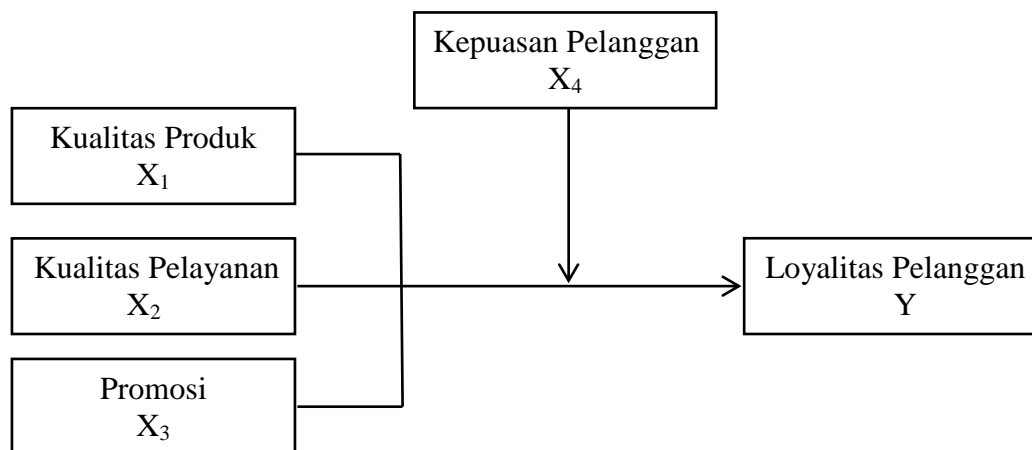 Kepuasan Pelanggan
X₄
Kualitas Produk
X₁
Kualitas Pelayanan
X₂
Loyalitas Pelanggan
Y
Promosi
X₃